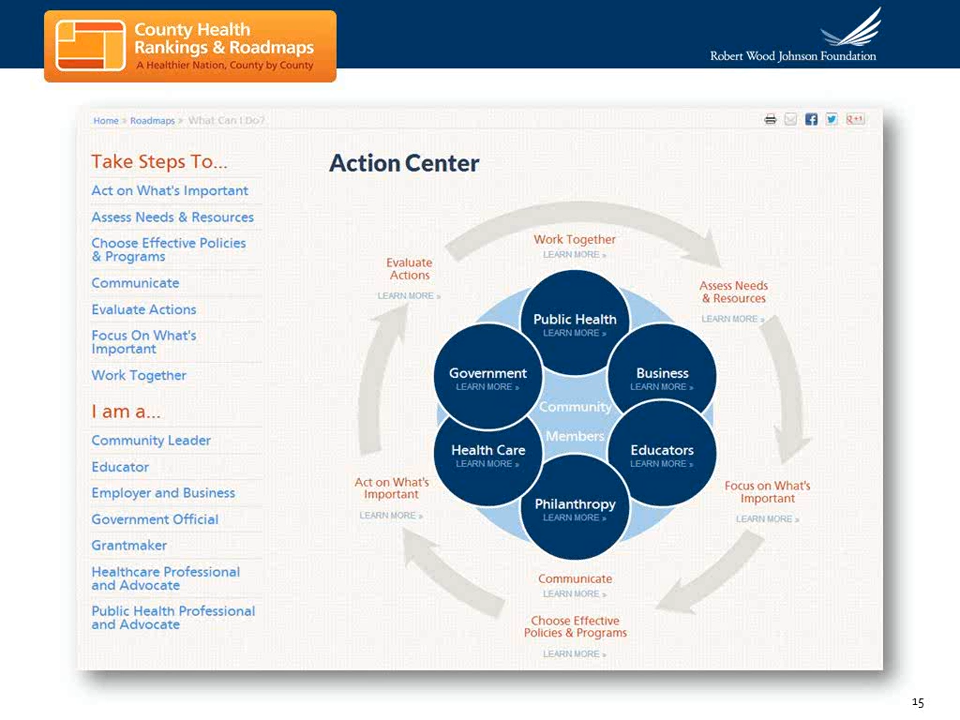 County Health
Rankings & Roadmaps
A Healthier Nation, County by County
Robert Wood Johnson Foundation
Home » Roadmaps » What Can I Do?
g +1
Take Steps To...
Act on What's Important
Assess Needs & Resources
Choose Effective Policies
& Programs
Communicate
Evaluate Actions
Focus On What's
Important
Work Together
I am a...
Community Leader
Educator
Employer and Business
Government Official
Grantmaker
Healthcare Professional
and Advocate
Public Health Professional
and Advocate
Action Center
Work Together
LEARN MORE »
Evaluate
Actions
LEARN MORE »
Assess Needs
& Resources
LEARN MORE »
Public Health
LEARN MORE »
Government
LEARN MORE »
Business
LEARN MORE »
Community
Members
Health Care
LEARN MORE »
Educators
LEARN MORE »
Philanthropy
LEARN MORE »
Act on What's
Important
LEARN MORE »
Focus on What's
Important
LEARN MORE »
Communicate
LEARN MORE »
Choose Effective
Policies & Programs
LEARN MORE »
15